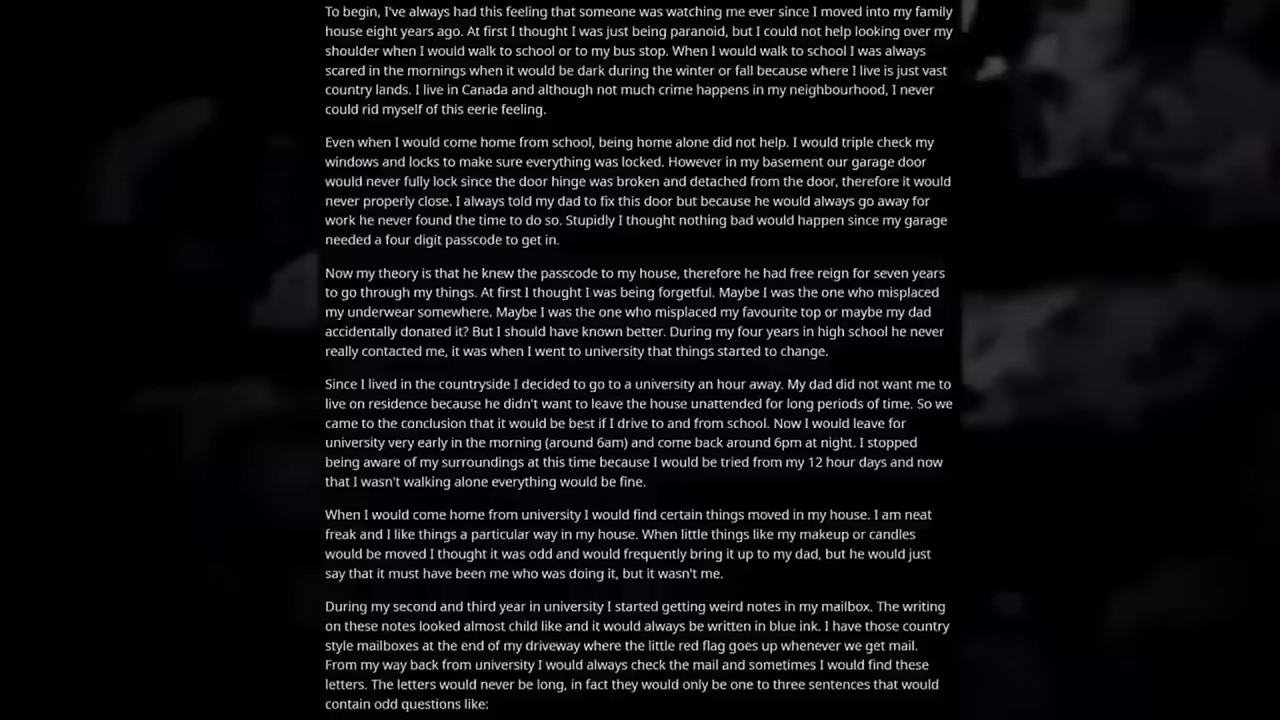 To begin, I've always had this feeling that someone was watching me ever since I moved into my family
house eight years ago. At first I thought I was just being paranoid, but I could not help looking over my
shoulder when I would walk to school or to my bus stop. When I would walk to school I was always
scared in the mornings when it would be dark during the winter or fall because where I live is just vast
country lands. I live in Canada and although not much crime happens in my neighbourhood, I never
could rid myself of this eerie feeling.
Even when I would come home from school, being home alone did not help. I would triple check my
windows and locks to make sure everything was locked. However in my basement our garage door
would never fully lock since the door hinge was broken and detached from the door, therefore it would
never properly close. I always told my dad to fix this door but because he would always go away for
work he never found the time to do so. Stupidly I thought nothing bad would happen since my garage
needed a four digit passcode to get in.
Now my theory is that he knew the passcode to my house, therefore he had free reign for seven years
to go through my things. At first I thought I was being forgetful. Maybe I was the one who misplaced
my underwear somewhere. Maybe I was the one who misplaced my favourite top or maybe my dad
accidentally donated it? But I should have known better. During my four years in high school he never
really contacted me, it was when I went to university that things started to change.
Since I lived in the countryside I decided to go to a university an hour away. My dad did not want me to
live on residence because he didn't want to leave the house unattended for long periods of time. So we
came to the conclusion that it would be best if I drive to and from school. Now I would leave for
university very early in the morning (around 6am) and come back around 6pm at night. I stopped
being aware of my surroundings at this time because I would be tried from my 12 hour days and now
that I wasn't walking alone everything would be fine.
When I would come home from university I would find certain things moved in my house. I am neat
freak and I like things a particular way in my house. When little things like my makeup or candles
would be moved I thought it was odd and would frequently bring it up to my dad, but he would just
say that it must have been me who was doing it, but it wasn't me.
During my second and third year in university I started getting weird notes in my mailbox. The writing
on these notes looked almost child like and it would always be written in blue ink. I have those country
style mailboxes at the end of my driveway where the little red flag goes up whenever we get mail.
From my way back from university I would always check the mail and sometimes I would find these
letters. The letters would never be long, in fact they would only be one to three sentences that would
contain odd questions like: